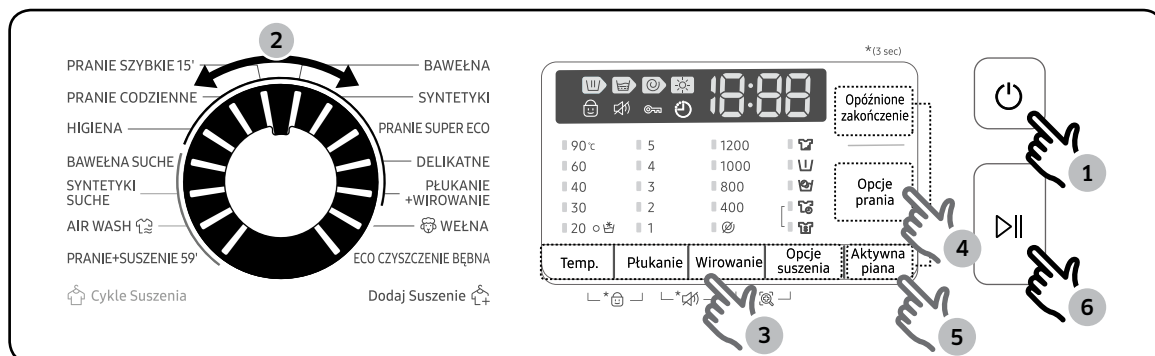 2
PRANIE SZYBKIE 15'
BAWEŁNA
PRANIE CODZIENNE
SYNTETYKI
HIGIENA
PRANIE SUPER ECO
BAWEŁNA SUCHE
DELIKATNE
SYNTETYKI
SUCHE
PŁUKANIE
+WIROWANIE
AIR WASH
WEŁNA
PRANIE+SUSZENIE 59'
ECO CZYSZCZENIE BĘBNA
Cykle Suszenia
Dodaj Suszenie
*(3 sec)
18:88
Opóźnione
zakończenie
90℃ 5 1200
60 4 1000
40 3 800
30 2 400
20 1
Opcje
prania
4
Temp. Płukanie Wirowanie
Opcje
suszenia
Aktywna
piana
* *
3
5
1
6